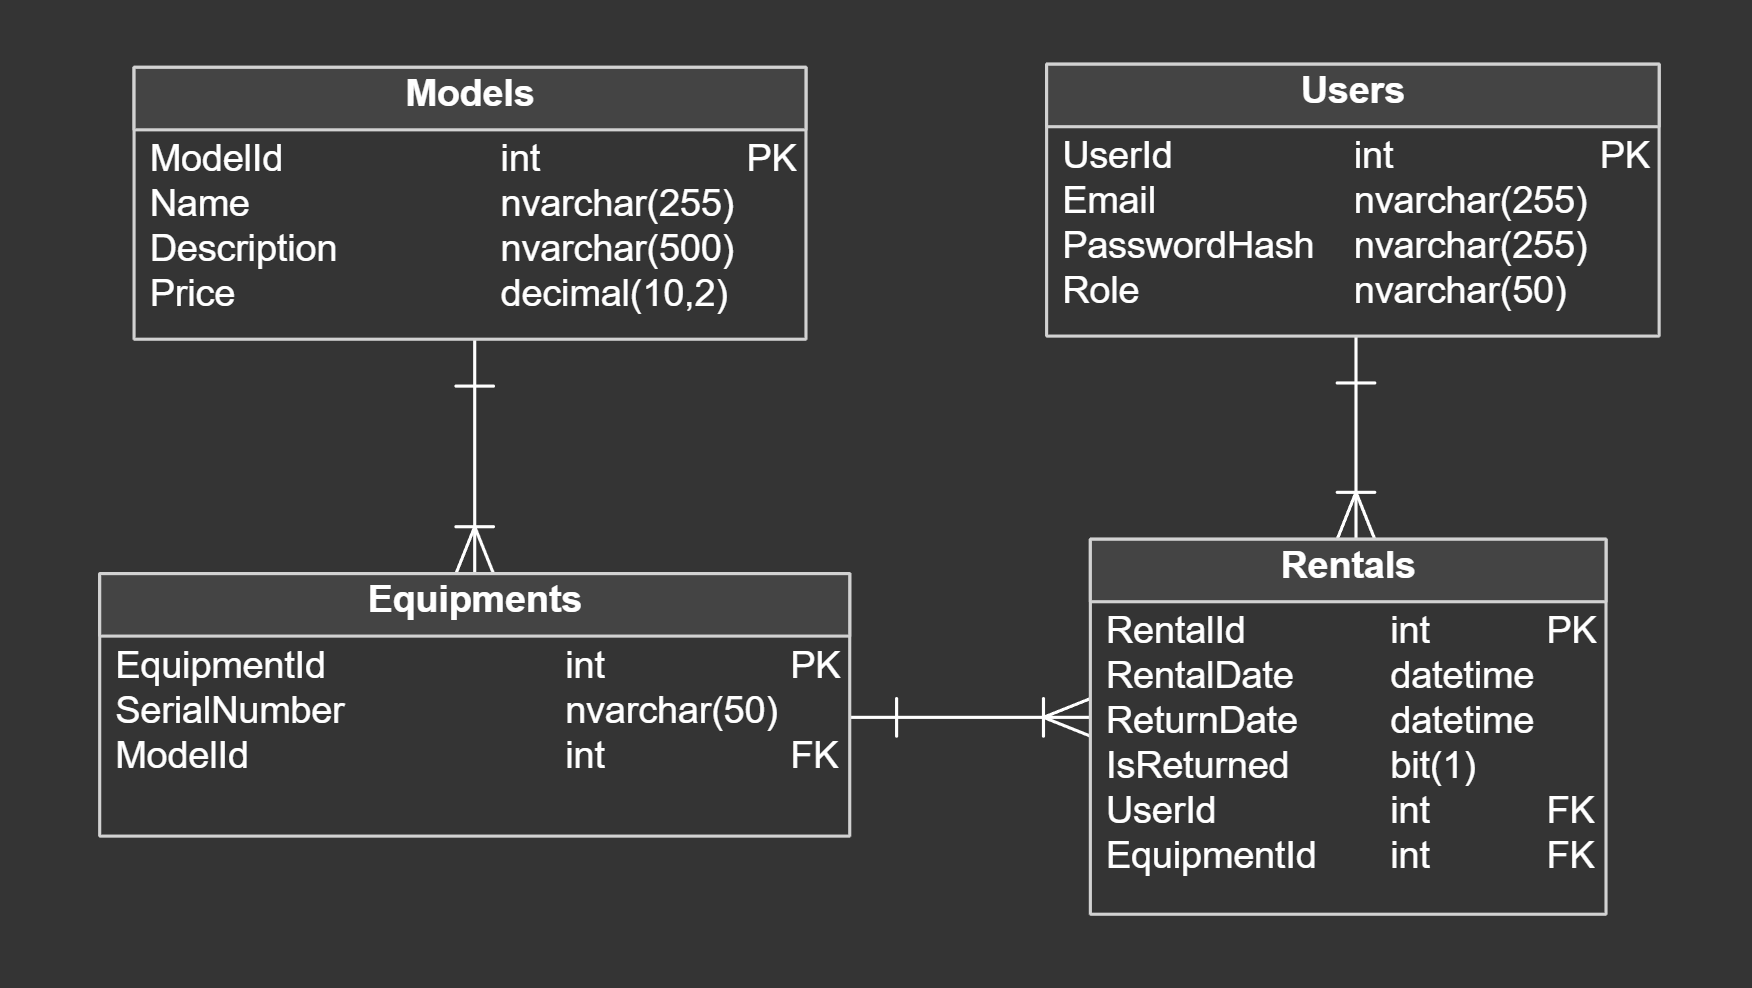 Models
ModelId int PK
Name nvarchar(255)
Description nvarchar(500)
Price decimal(10,2)
Users
UserId int PK
Email nvarchar(255)
PasswordHash nvarchar(255)
Role nvarchar(50)
Equipments
EquipmentId int PK
SerialNumber nvarchar(50)
ModelId int FK
Rentals
RentalId int PK
RentalDate datetime
ReturnDate datetime
IsReturned bit(1)
UserId int FK
EquipmentId int FK